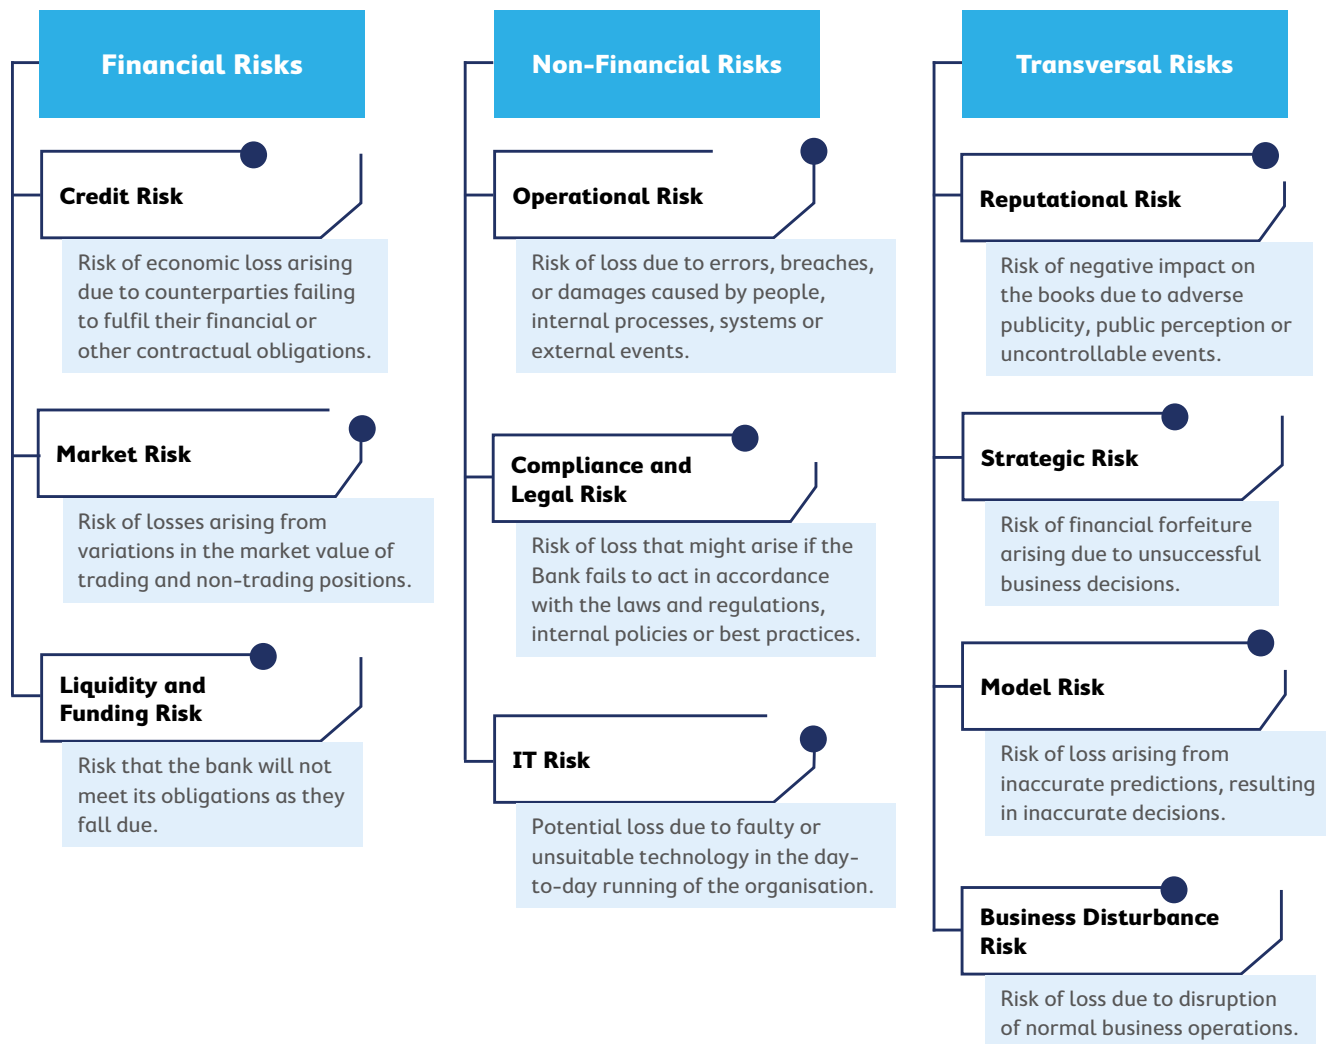 Financial Risks
Credit Risk
Risk of economic loss arising
due to counterparties failing
to fulfil their financial or
other contractual obligations.
Market Risk
Risk of losses arising from
variations in the market value of
trading and non-trading positions.
Liquidity and
Funding Risk
Risk that the bank will not
meet its obligations as they
fall due.
Non-Financial Risks
Operational Risk
Risk of loss due to errors, breaches,
or damages caused by people,
internal processes, systems or
external events.
Compliance and
Legal Risk
Risk of loss that might arise if the
Bank fails to act in accordance
with the laws and regulations,
internal policies or best practices.
IT Risk
Potential loss due to faulty or
unsuitable technology in the day-
to-day running of the organisation.
Transversal Risks
Reputational Risk
Risk of negative impact on
the books due to adverse
publicity, public perception or
uncontrollable events.
Strategic Risk
Risk of financial forfeiture
arising due to unsuccessful
business decisions.
Model Risk
Risk of loss arising from
inaccurate predictions, resulting
in inaccurate decisions.
Business Disturbance
Risk
Risk of loss due to disruption
of normal business operations.